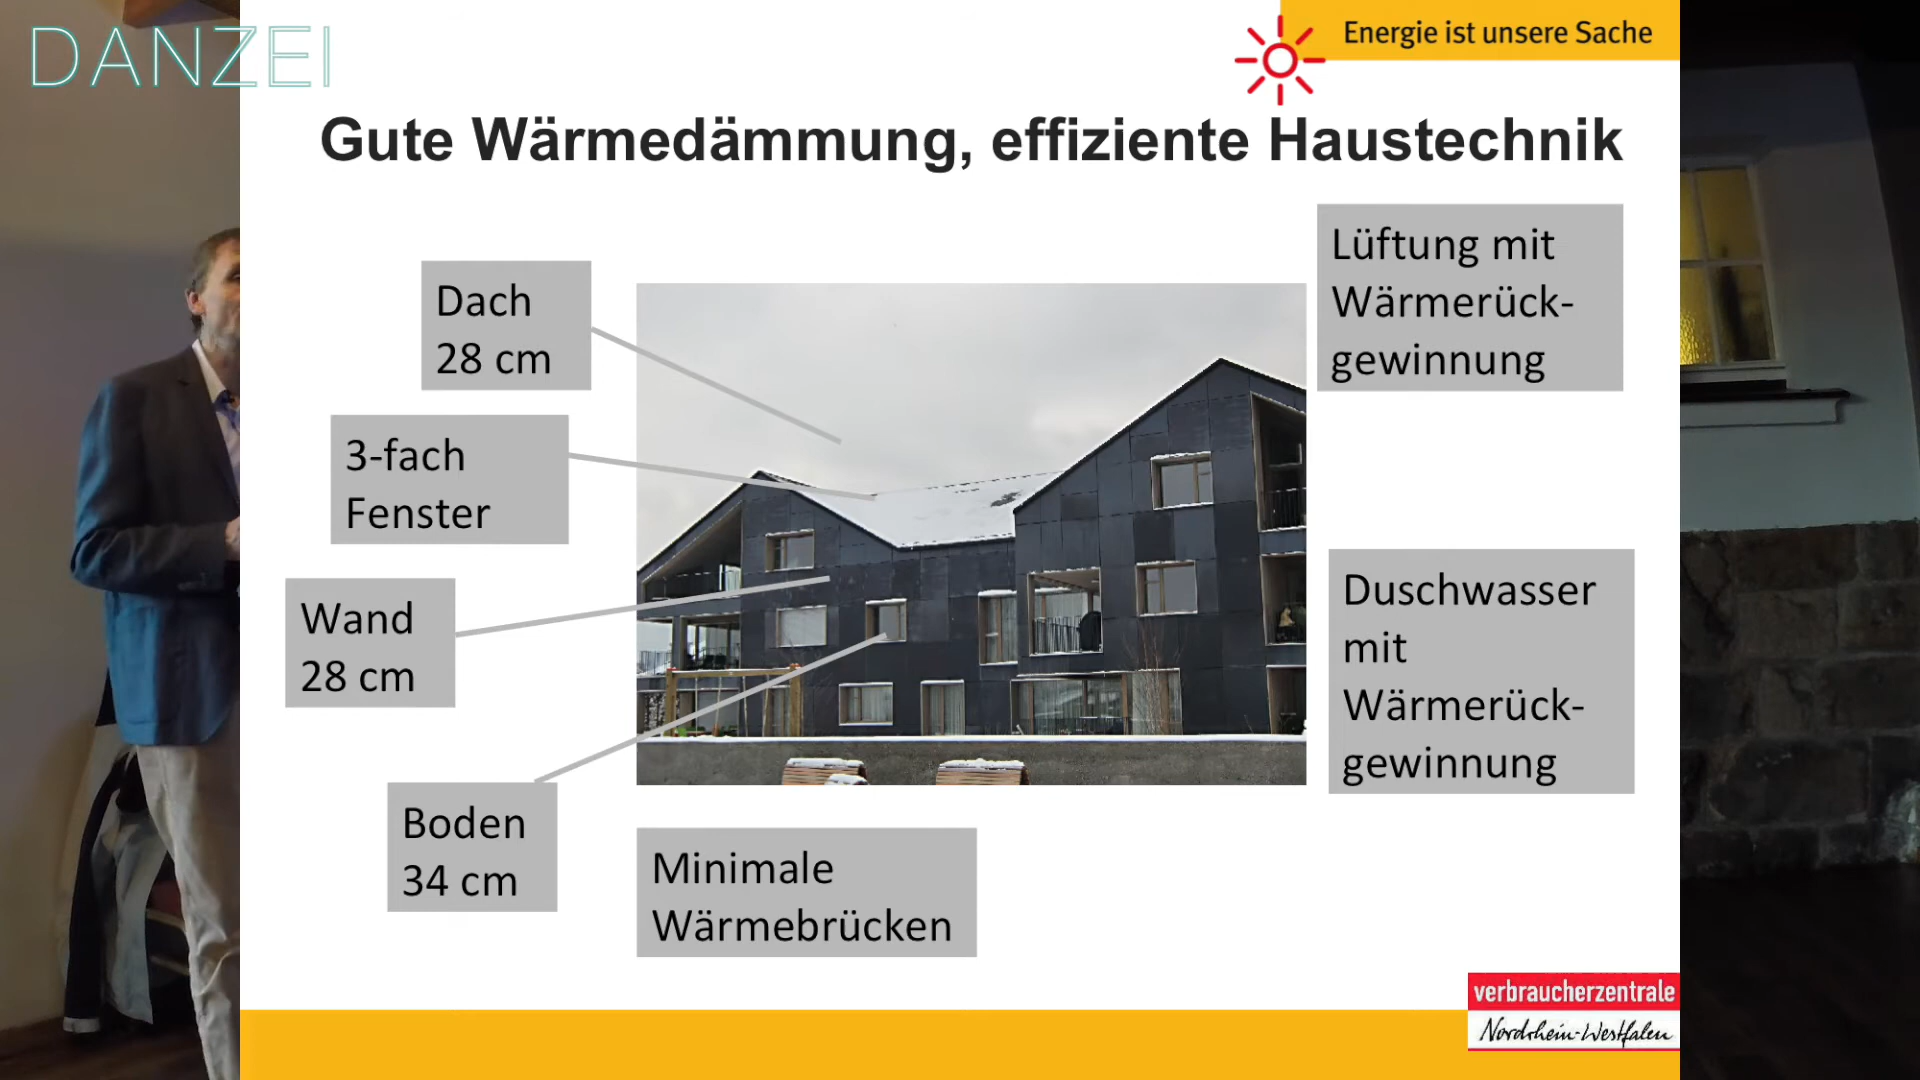 DANZEI
Energie ist unsere Sache
Gute Wärmedämmung, effiziente Haustechnik
Dach
28 cm
3-fach
Fenster
Wand
28 cm
Boden
34 cm
Minimale
Wärmebrücken
Lüftung mit
Wärmerück-
gewinnung
Duschwasser
mit
Wärmerück-
gewinnung
verbraucherzentrale
Nordrhein-Westfalen